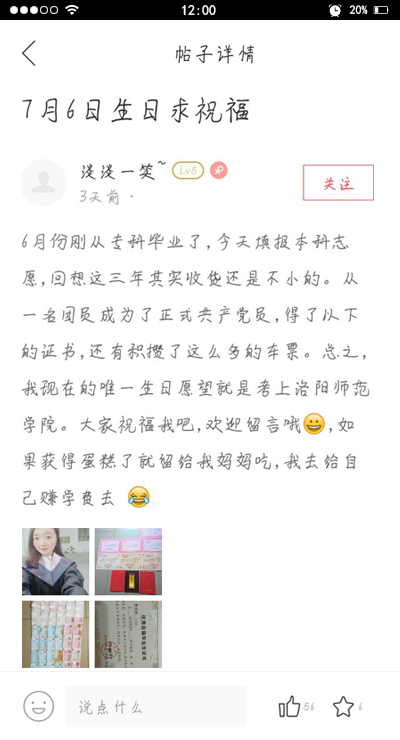 12:00
20%
帖子详情
7月6日生日求祝福
淡淡一笑~ Lv5
3天前 ·
关注
6月份刚从专科毕业了,今天填报本科志
愿,回想这三年其实收货还是不小的。从
一名团员成为了正式共产党员,得了以下
的证书,还有积攒了这么多的车票。总之,
我现在的唯一生日愿望就是考上洛阳师范
学院。大家祝福我吧,欢迎留言哦😀,如
果获得蛋糕了就留给我妈妈吃,我去给自
己赚学费去 😂
说点什么
56
8